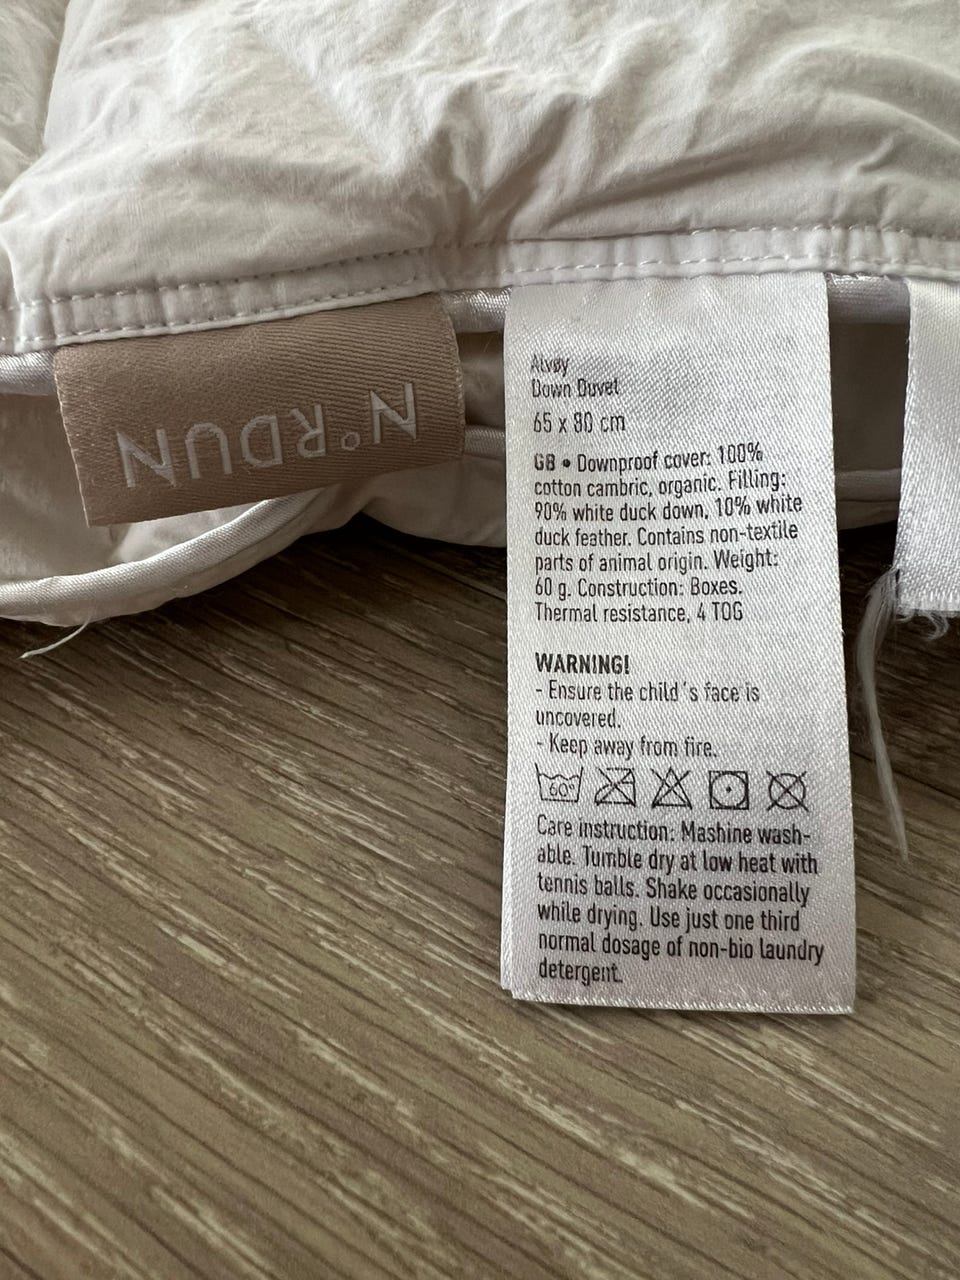 N°RDUN
Alvøy
Down Duvet
65 x 80 cm
GB • Downproof cover: 100%
cotton cambric, organic. Filling:
90% white duck down, 10% white
duck feather. Contains non-textile
parts of animal origin. Weight:
60 g. Construction: Boxes.
Thermal resistance, 4 TOG
WARNING!
- Ensure the child´s face is
uncovered.
- Keep away from fire.
60°
Care instruction: Mashine wash-
able. Tumble dry at low heat with
tennis balls. Shake occasionally
while drying. Use just one third
normal dosage of non-bio laundry
detergent.